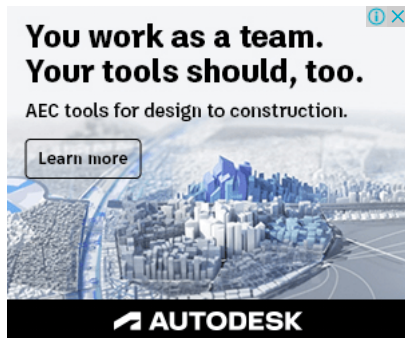 You work as a team.
Your tools should, too.
AEC tools for design to construction.
Learn more
AUTODESK